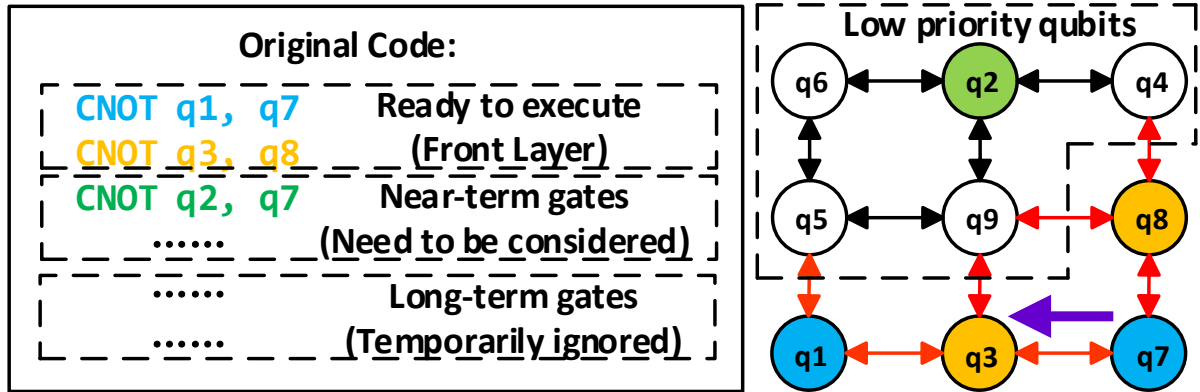 Original Code:
CNOT q1, q7 Ready to execute
CNOT q3, q8 (Front Layer)
CNOT q2, q7 Near-term gates
...... (Need to be considered)
...... Long-term gates
...... (Temporarily ignored)
Low priority qubits
q6 q2 q4
q5 q9 q8
q1 q3 q7